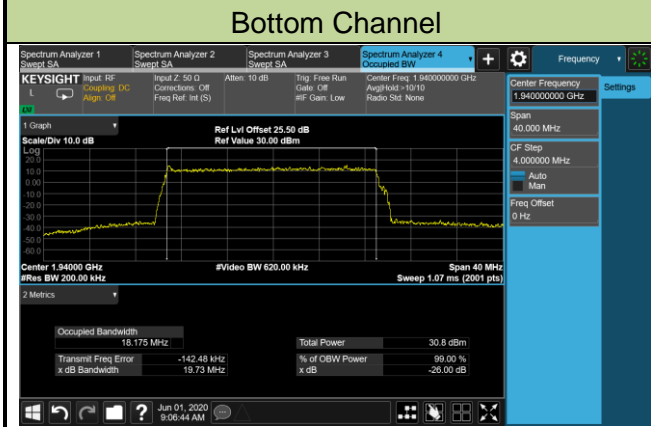 Bottom Channel
Spectrum Analyzer 1
Swept SA
Spectrum Analyzer 2
Swept SA
Spectrum Analyzer 3
Swept SA
Spectrum Analyzer 4
Occupied BW
Frequency
KEYSIGHT Input: RF
L Coupling: DC
Align: Off
Input Z: 50 Ω
Corrections: Off
Freq Ref: Int (S)
Atten: 10 dB
Trig: Free Run
Gate: Off
#IF Gain: Low
Center Freq: 1.940000000 GHz
Avg|Hold:>10/10
Radio Std: None
Center Frequency
1.940000000 GHz
Settings
Span
40.000 MHz
CF Step
4.000000 MHz
Auto
Man
Freq Offset
0 Hz
1 Graph
Scale/Div 10.0 dB
Ref Lvl Offset 25.50 dB
Ref Value 30.00 dBm
Log
20.0
10.0
0.00
-10.0
-20.0
-30.0
-40.0
-50.0
-60.0
Center 1.94000 GHz
#Video BW 620.00 kHz
Span 40 MHz
#Res BW 200.00 kHz
Sweep 1.07 ms (2001 pts)
2 Metrics
Occupied Bandwidth
18.175 MHz
Total Power 30.8 dBm
Transmit Freq Error -142.48 kHz
% of OBW Power 99.00 %
x dB Bandwidth 19.73 MHz
x dB -26.00 dB
?
Jun 01, 2020
9:06:44 AM